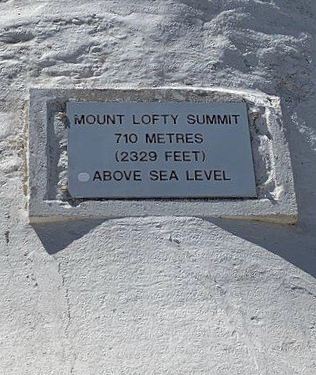 MOUNT LOFTY SUMMIT
710 METRES
(2329 FEET)
ABOVE SEA LEVEL